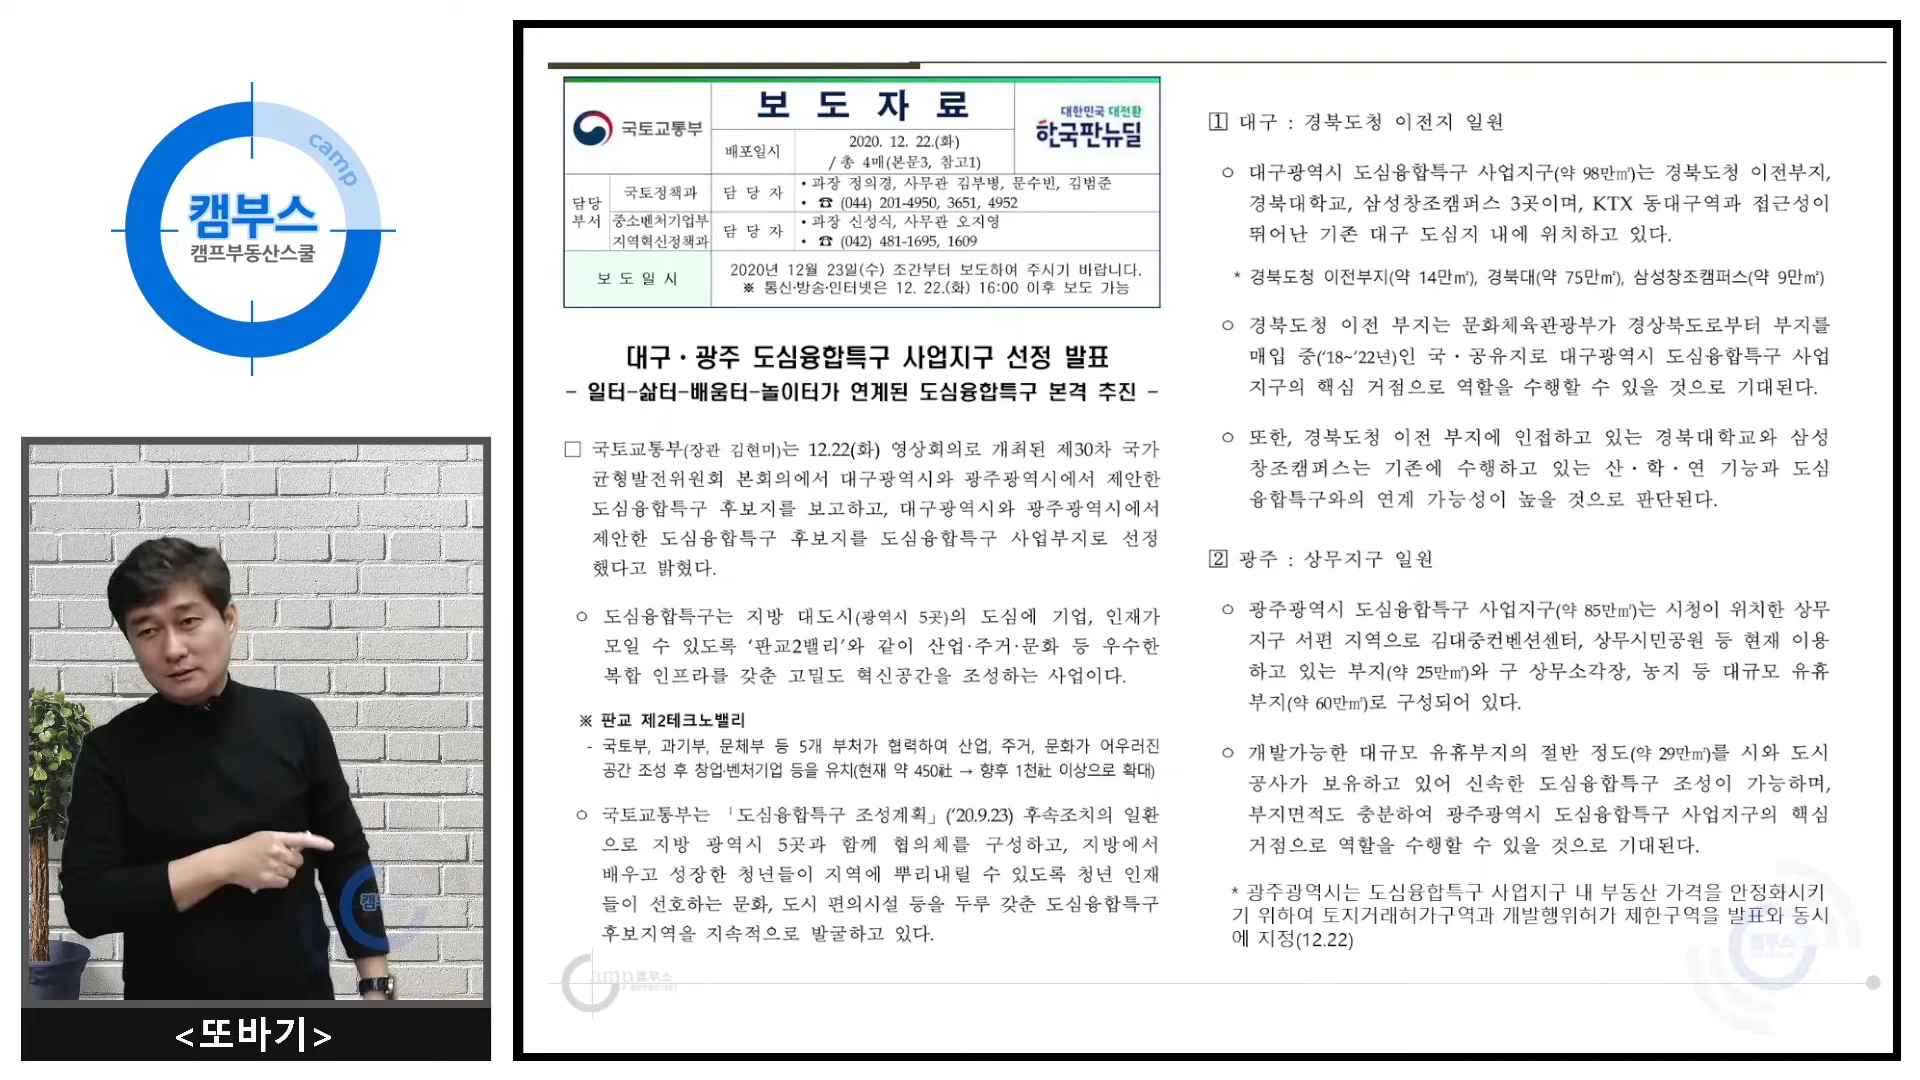 camp
캠부스
캠프부동산스쿨
<또바기>
국토교통부
보 도 자 료
대한민국 대전환
한국판뉴딜
배포일시
2020. 12. 22.(화)
/ 총 4매(본문3, 참고1)
담당
부서
국토정책과
담 당 자
• 과장 정의경, 사무관 김부병, 문수빈, 김범준
• ☎ (044) 201-4950, 3651, 4952
중소벤처기업부
지역혁신정책과
담 당 자
• 과장 신성식, 사무관 오지영
• ☎ (042) 481-1695, 1609
보 도 일 시
2020년 12월 23일(수) 조간부터 보도하여 주시기 바랍니다.
※ 통신·방송·인터넷은 12. 22.(화) 16:00 이후 보도 가능
대구 · 광주 도심융합특구 사업지구 선정 발표
- 일터-삶터-배움터-놀이터가 연계된 도심융합특구 본격 추진 -
□ 국토교통부(장관 김현미)는 12.22(화) 영상회의로 개최된 제30차 국가
균형발전위원회 본회의에서 대구광역시와 광주광역시에서 제안한
도심융합특구 후보지를 보고하고, 대구광역시와 광주광역시에서
제안한 도심융합특구 후보지를 도심융합특구 사업부지로 선정
했다고 밝혔다.
ㅇ 도심융합특구는 지방 대도시(광역시 5곳)의 도심에 기업, 인재가
모일 수 있도록 ‘판교2밸리’와 같이 산업·주거·문화 등 우수한
복합 인프라를 갖춘 고밀도 혁신공간을 조성하는 사업이다.
※ 판교 제2테크노밸리
- 국토부, 과기부, 문체부 등 5개 부처가 협력하여 산업, 주거, 문화가 어우러진
공간 조성 후 창업·벤처기업 등을 유치(현재 약 450社 → 향후 1천社 이상으로 확대)
ㅇ 국토교통부는 「도심융합특구 조성계획」(‘20.9.23) 후속조치의 일환
으로 지방 광역시 5곳과 함께 협의체를 구성하고, 지방에서
배우고 성장한 청년들이 지역에 뿌리내릴 수 있도록 청년 인재
들이 선호하는 문화, 도시 편의시설 등을 두루 갖춘 도심융합특구
후보지역을 지속적으로 발굴하고 있다.
1 대구 : 경북도청 이전지 일원
ㅇ 대구광역시 도심융합특구 사업지구(약 98만㎡)는 경북도청 이전부지,
경북대학교, 삼성창조캠퍼스 3곳이며, KTX 동대구역과 접근성이
뛰어난 기존 대구 도심지 내에 위치하고 있다.
* 경북도청 이전부지(약 14만㎡), 경북대(약 75만㎡), 삼성창조캠퍼스(약 9만㎡)
ㅇ 경북도청 이전 부지는 문화체육관광부가 경상북도로부터 부지를
매입 중(‘18~’22년)인 국 · 공유지로 대구광역시 도심융합특구 사업
지구의 핵심 거점으로 역할을 수행할 수 있을 것으로 기대된다.
ㅇ 또한, 경북도청 이전 부지에 인접하고 있는 경북대학교와 삼성
창조캠퍼스는 기존에 수행하고 있는 산 · 학 · 연 기능과 도심
융합특구와의 연계 가능성이 높을 것으로 판단된다.
2 광주 : 상무지구 일원
ㅇ 광주광역시 도심융합특구 사업지구(약 85만㎡)는 시청이 위치한 상무
지구 서편 지역으로 김대중컨벤션센터, 상무시민공원 등 현재 이용
하고 있는 부지(약 25만㎡)와 구 상무소각장, 농지 등 대규모 유휴
부지(약 60만㎡)로 구성되어 있다.
ㅇ 개발가능한 대규모 유휴부지의 절반 정도(약 29만㎡)를 시와 도시
공사가 보유하고 있어 신속한 도심융합특구 조성이 가능하며,
부지면적도 충분하여 광주광역시 도심융합특구 사업지구의 핵심
거점으로 역할을 수행할 수 있을 것으로 기대된다.
* 광주광역시는 도심융합특구 사업지구 내 부동산 가격을 안정화시키
기 위하여 토지거래허가구역과 개발행위허가 제한구역을 발표와 동시
에 지정(12.22)
amp 캠부스
캠부스